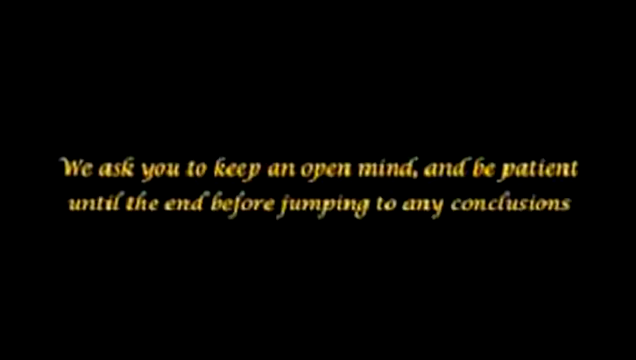 We ask you to keep an open mind, and be patient
until the end before jumping to any conclusions